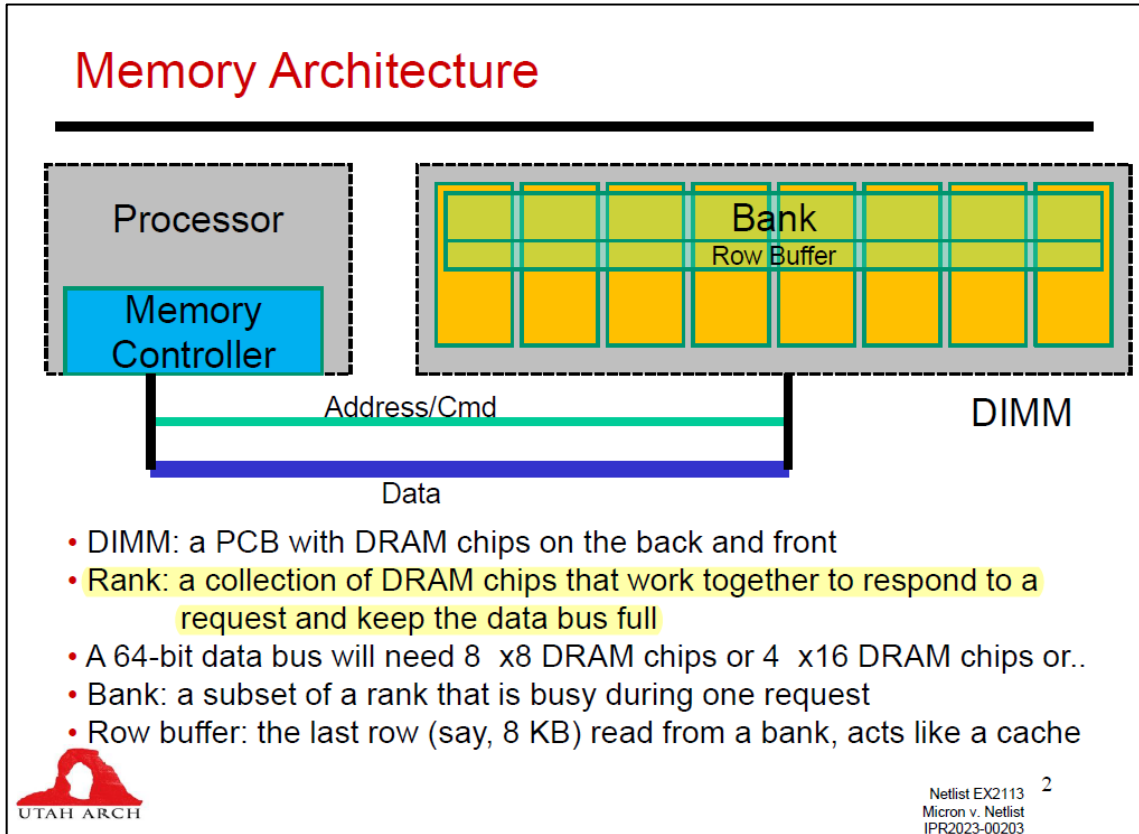 Memory Architecture
Processor
Bank
Row Buffer
Memory
Controller
Address/Cmd
DIMM
Data
• DIMM: a PCB with DRAM chips on the back and front
• Rank: a collection of DRAM chips that work together to respond to a
request and keep the data bus full
• A 64-bit data bus will need 8 x8 DRAM chips or 4 x16 DRAM chips or..
• Bank: a subset of a rank that is busy during one request
• Row buffer: the last row (say, 8 KB) read from a bank, acts like a cache
UTAH ARCH
2
Netlist EX2113
Micron v. Netlist
IPR2023-00203